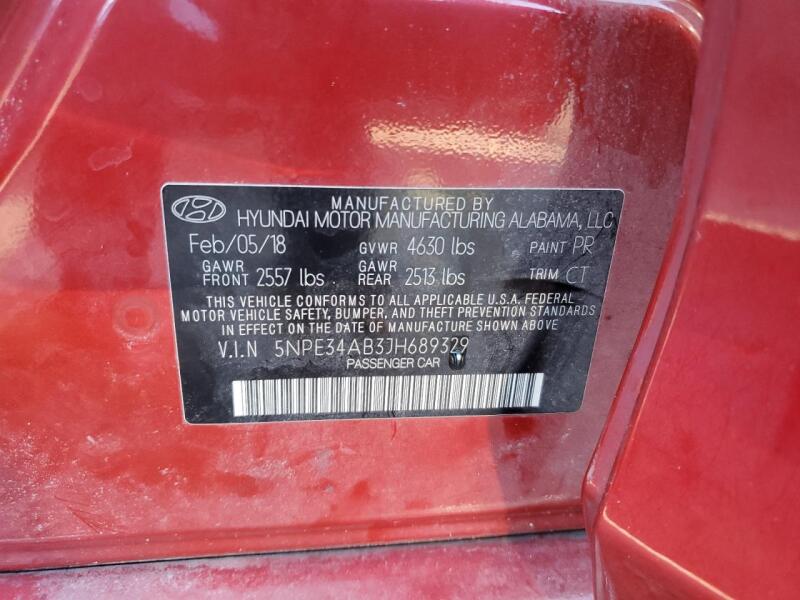 MANUFACTURED BY
HYUNDAI MOTOR MANUFACTURING ALABAMA, LLC
Feb/05/18 GVWR 4630 lbs PAINT PR
GAWR FRONT 2557 lbs GAWR REAR 2513 lbs TRIM CT
THIS VEHICLE CONFORMS TO ALL APPLICABLE U.S.A. FEDERAL
MOTOR VEHICLE SAFETY, BUMPER, AND THEFT PREVENTION STANDARDS
IN EFFECT ON THE DATE OF MANUFACTURE SHOWN ABOVE
V.I.N 5NPE34AB3JH689329
PASSENGER CAR